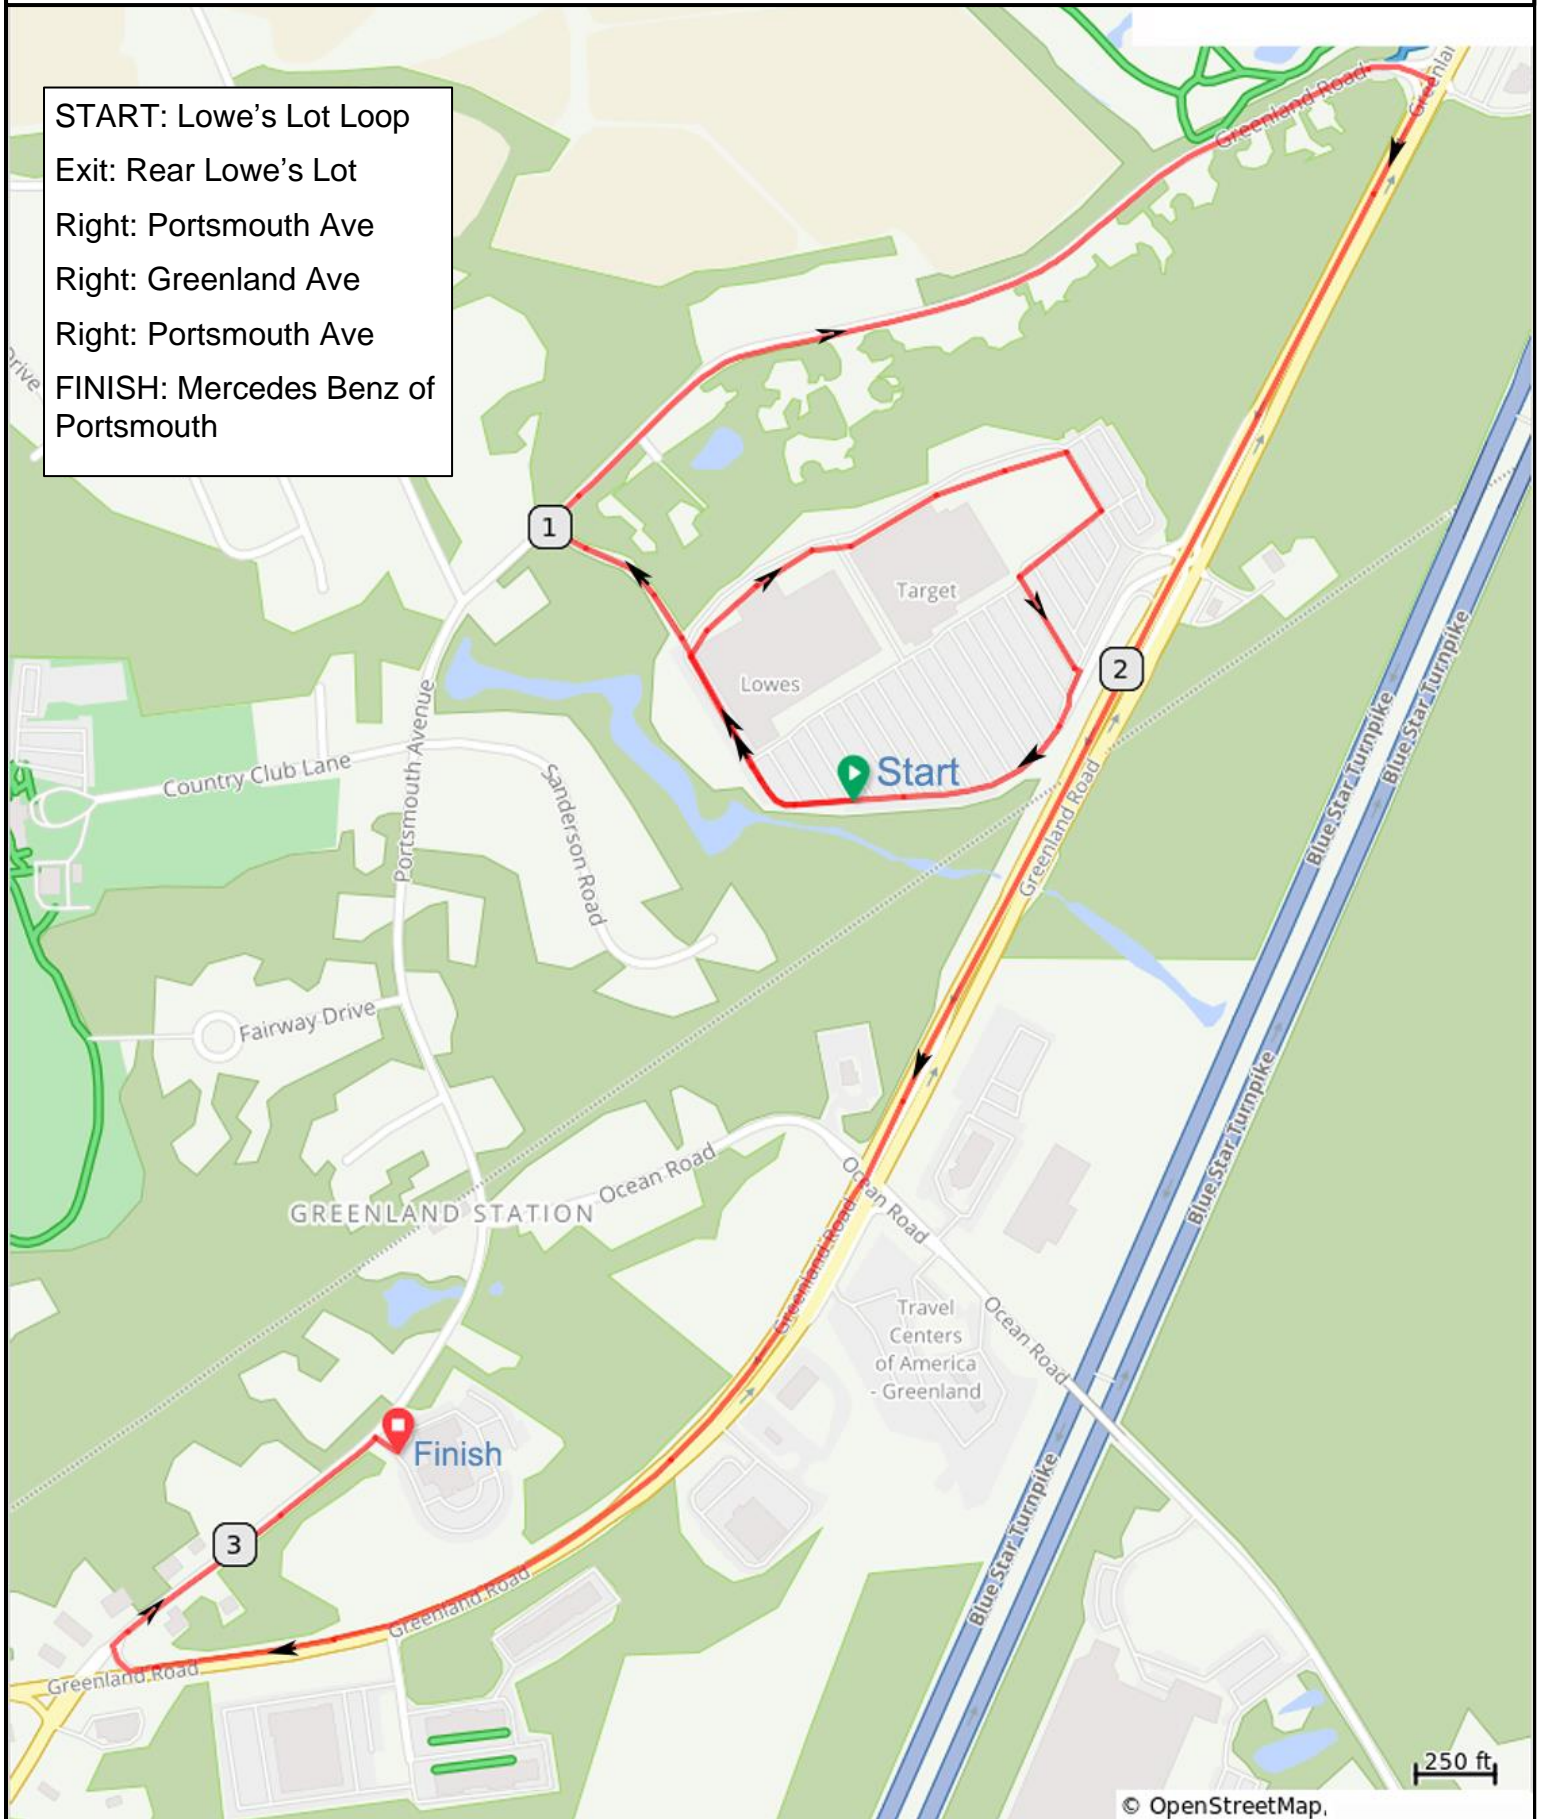 START: Lowe's Lot Loop
Exit: Rear Lowe's Lot
Right: Portsmouth Ave
Right: Greenland Ave
Right: Portsmouth Ave
FINISH: Mercedes Benz of
Portsmouth
Greenland Road
Greenlan
Drive
1
Target
Lowes
2
Start
Portsmouth Avenue
Country Club Lane
Sanderson Road
Greenland Road
Blue Star Turnpike
Blue Star Turnpike
Fairway Drive
Ocean Road
Ocean Road
GREENLAND STATION
Greenland Road
Blue Star Turnpike
Travel
Centers
of America
- Greenland
Ocean Road
Finish
3
Greenland Road
Greenland Road
Blue Star Turnpike
250 ft
© OpenStreetMap,